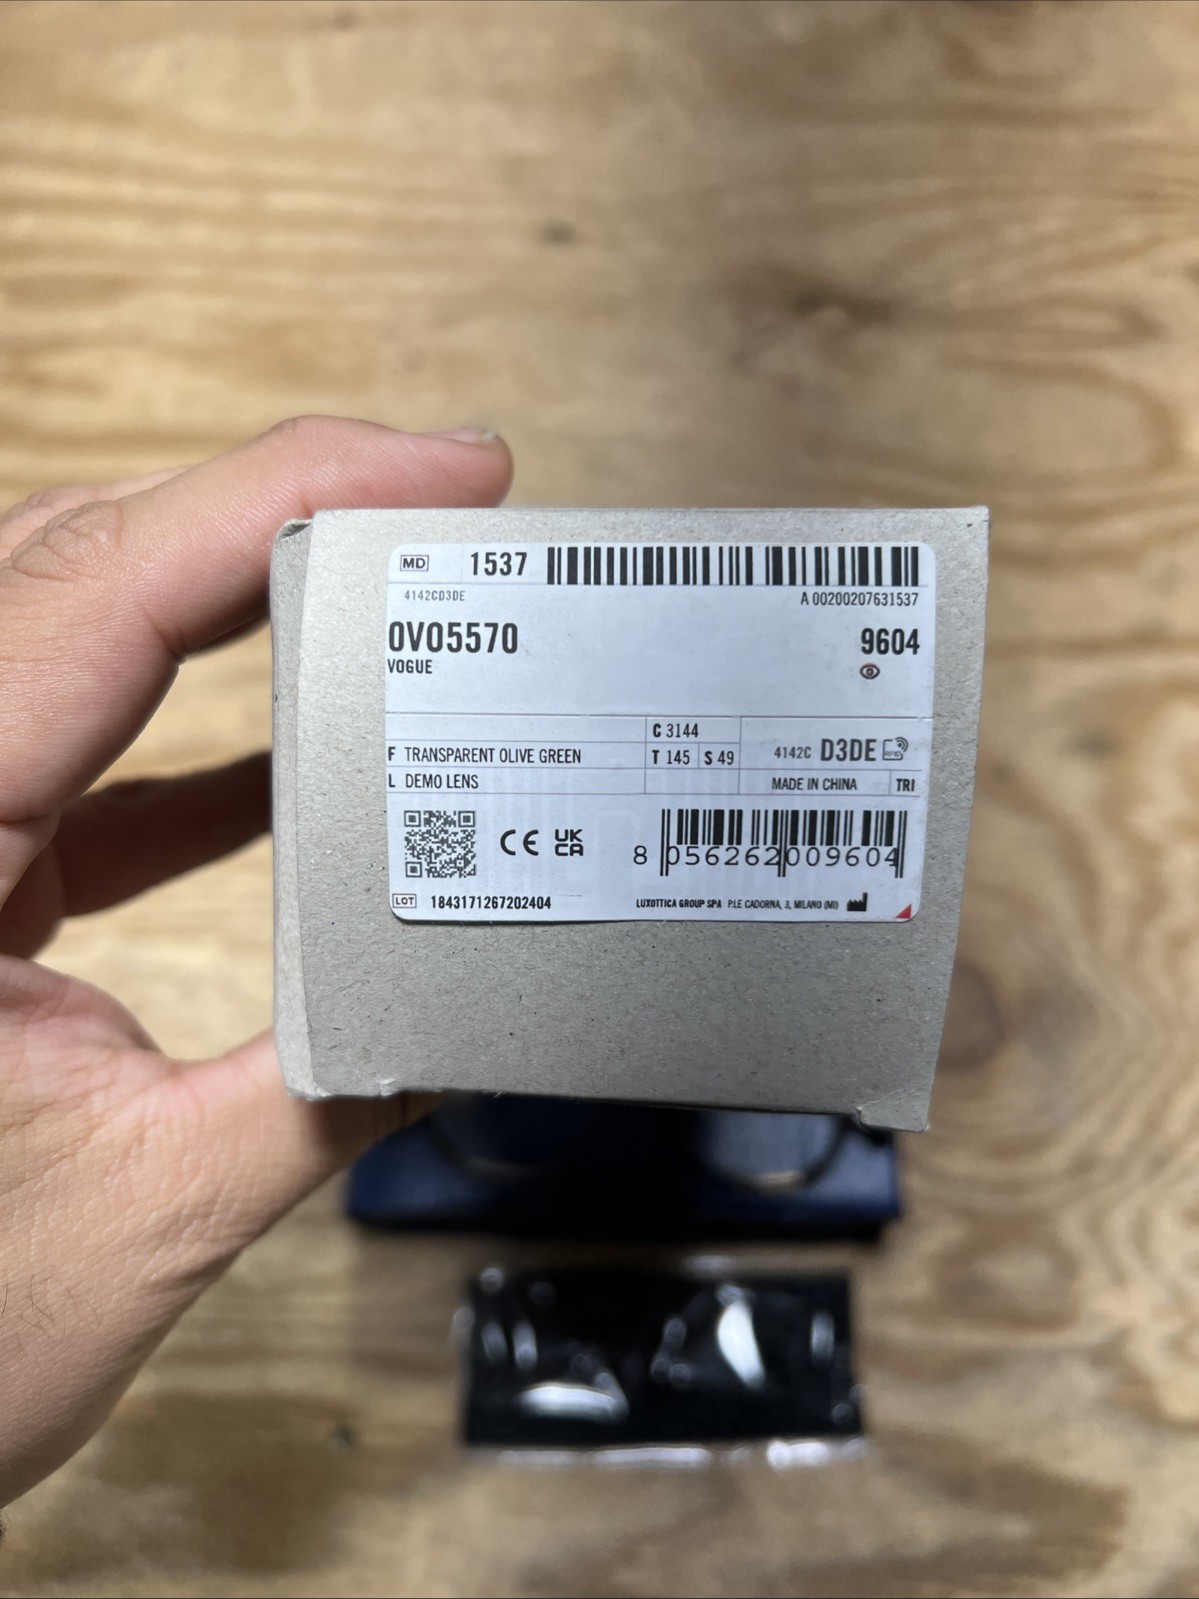 MD 1537
4142CD3DE A 00200207631537
0VO5570 9604
VOGUE
C 3144
F TRANSPARENT OLIVE GREEN T 145 S 49 4142C D3DE RFID
L DEMO LENS MADE IN CHINA TRI
CE UK CA
8 056262 009604
LOT 1843171267202404 LUXOTTICA GROUP SPA P.LE CADORNA, 3, MILANO (MI)